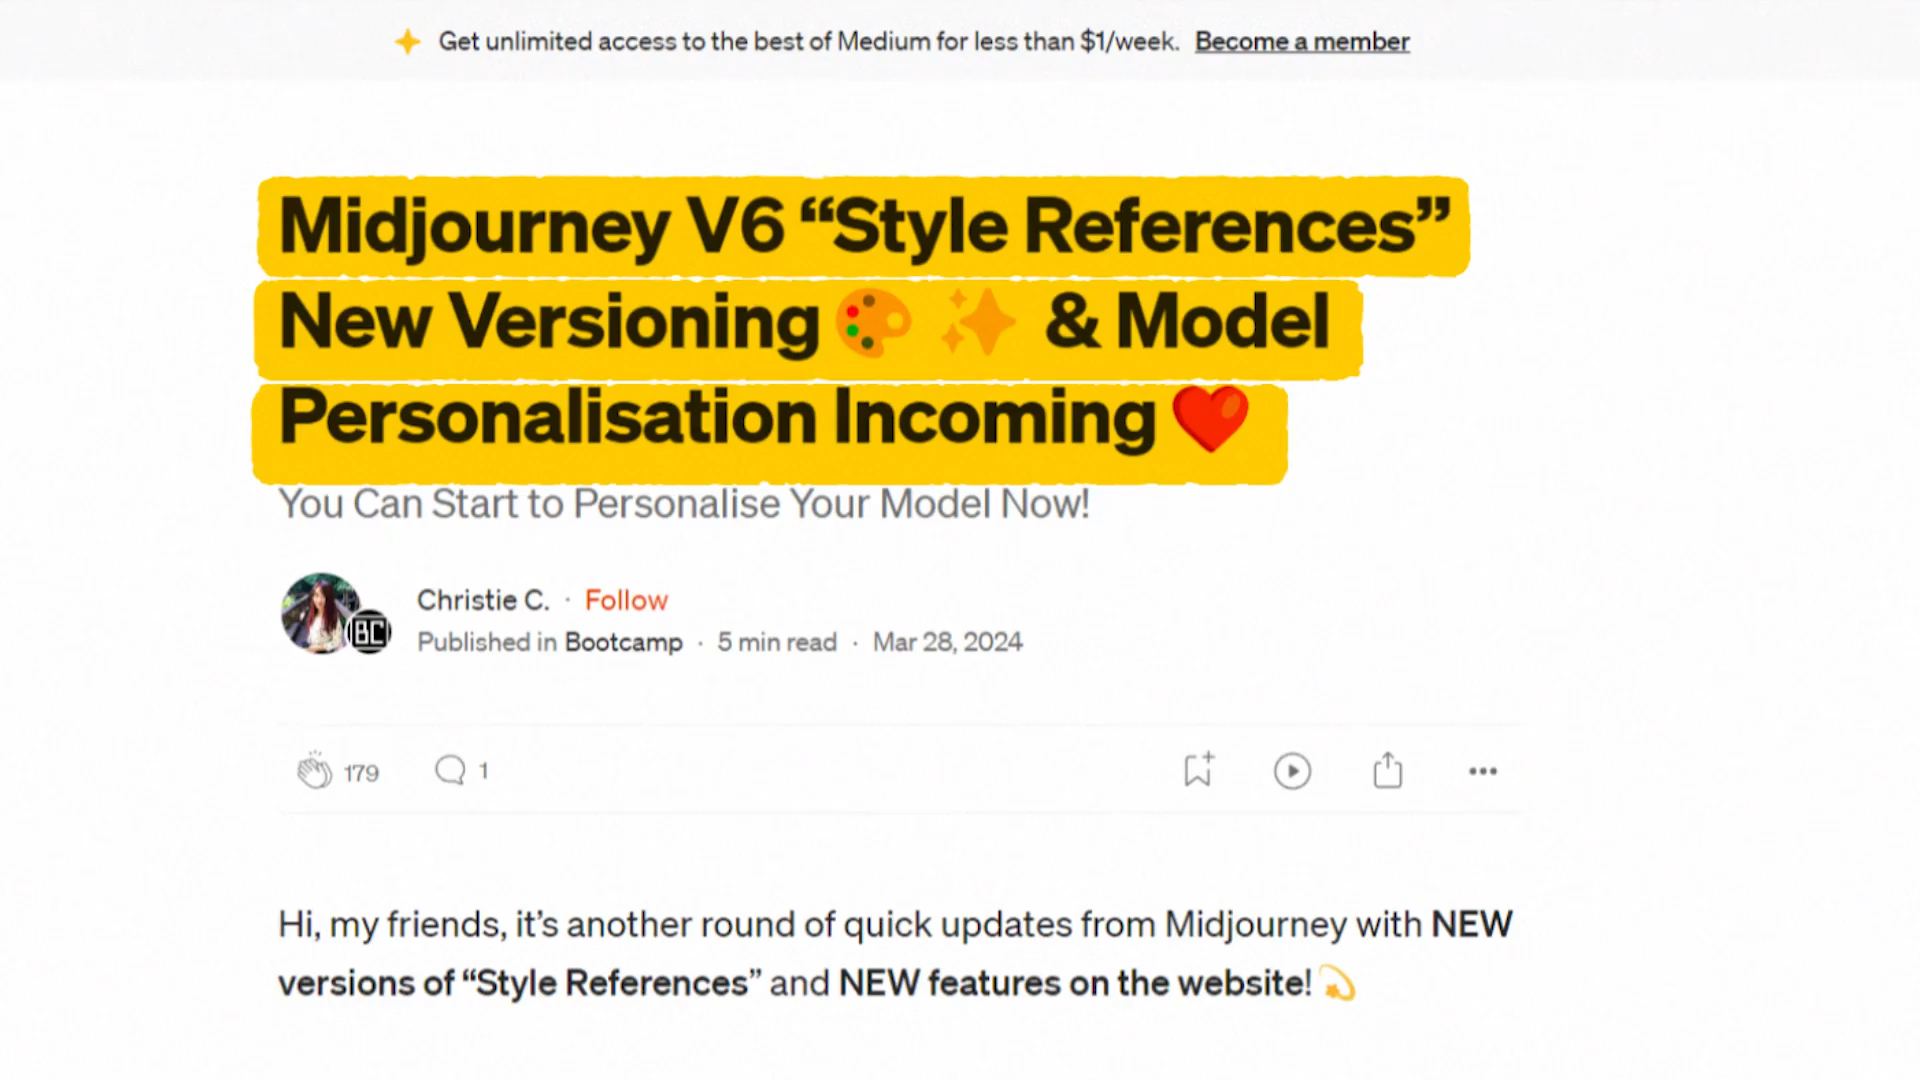 Get unlimited access to the best of Medium for less than $1/week. Become a member
Midjourney V6 “Style References”
New Versioning 🎨 ✨ & Model
Personalisation Incoming ❤️
You Can Start to Personalise Your Model Now!
Christie C. · Follow
BC
Published in Bootcamp · 5 min read · Mar 28, 2024
179 1
Hi, my friends, it’s another round of quick updates from Midjourney with NEW
versions of “Style References” and NEW features on the website! 💫